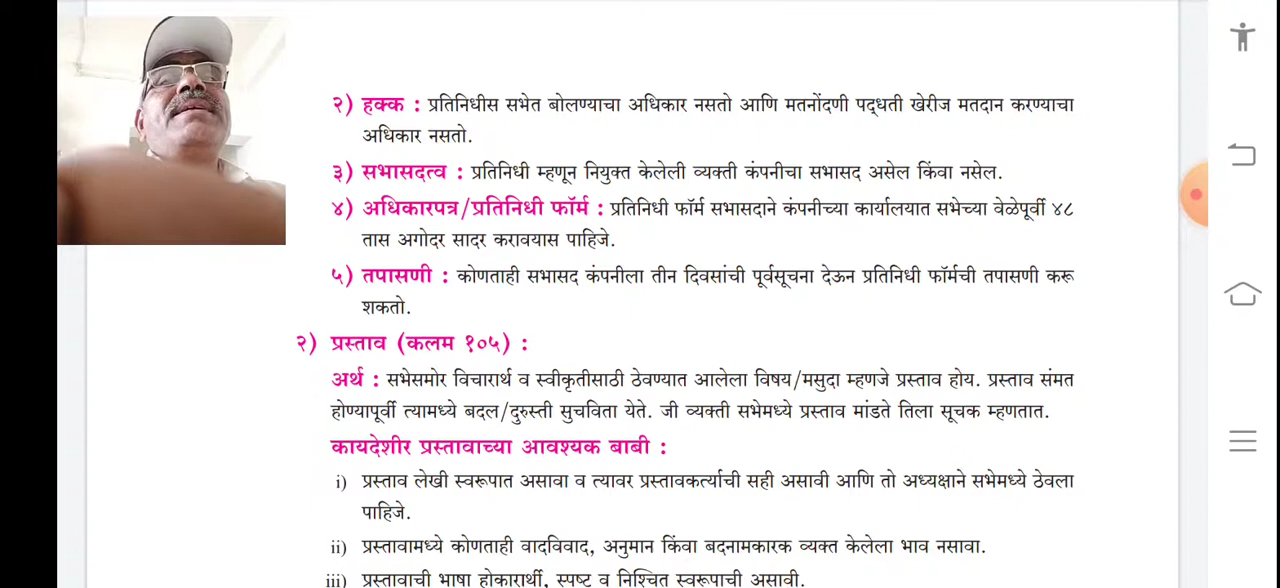 २) हक्क : प्रतिनिधीस सभेत बोलण्याचा अधिकार नसतो आणि मतनोंदणी पद्धती खेरीज मतदान करण्याचा
अधिकार नसतो.
३) सभासदत्व : प्रतिनिधी म्हणून नियुक्त केलेली व्यक्ती कंपनीचा सभासद असेल किंवा नसेल.
४) अधिकारपत्र/प्रतिनिधी फॉर्म : प्रतिनिधी फॉर्म सभासदाने कंपनीच्या कार्यालयात सभेच्या वेळेपूर्वी ४८
तास अगोदर सादर करावयास पाहिजे.
५) तपासणी : कोणताही सभासद कंपनीला तीन दिवसांची पूर्वसूचना देऊन प्रतिनिधी फॉर्मची तपासणी करू
शकतो.
२) प्रस्ताव (कलम १०५) :
अर्थ : सभेसमोर विचारार्थ व स्वीकृतीसाठी ठेवण्यात आलेला विषय/मसुदा म्हणजे प्रस्ताव होय. प्रस्ताव संमत
होण्यापूर्वी त्यामध्ये बदल/दुरुस्ती सुचविता येते. जी व्यक्ती सभेमध्ये प्रस्ताव मांडते तिला सूचक म्हणतात.
कायदेशीर प्रस्तावाच्या आवश्यक बाबी :
i) प्रस्ताव लेखी स्वरूपात असावा व त्यावर प्रस्तावकर्त्याची सही असावी आणि तो अध्यक्षाने सभेमध्ये ठेवला
पाहिजे.
ii) प्रस्तावामध्ये कोणताही वादविवाद, अनुमान किंवा बदनामकारक व्यक्त केलेला भाव नसावा.
iii) प्रस्तावाची भाषा होकारार्थी, स्पष्ट व निश्चित स्वरूपाची असावी.